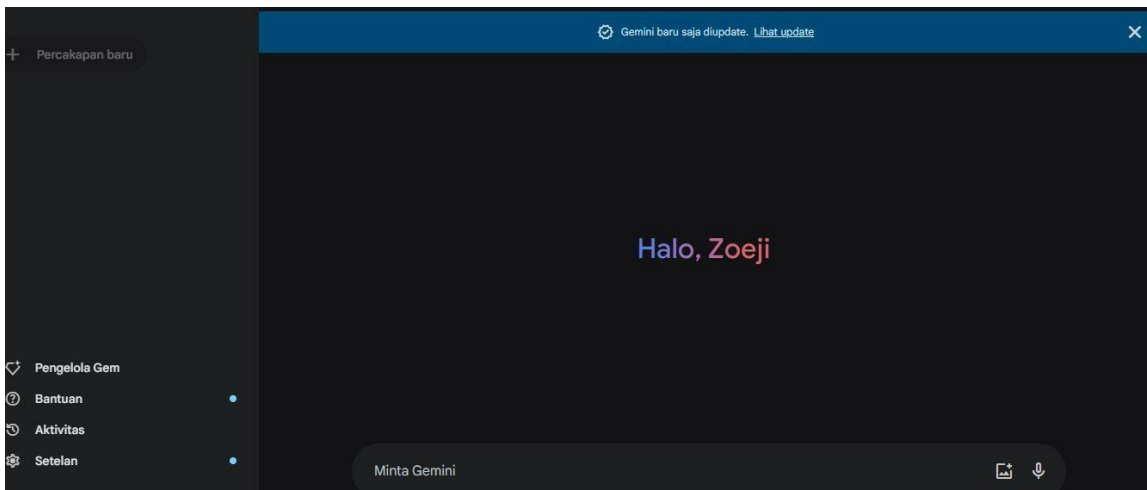 Gemini baru saja diupdate. Lihat update
Percakapan baru
Halo, Zoeji
Pengelola Gem
Bantuan
Aktivitas
Setelan
Minta Gemini